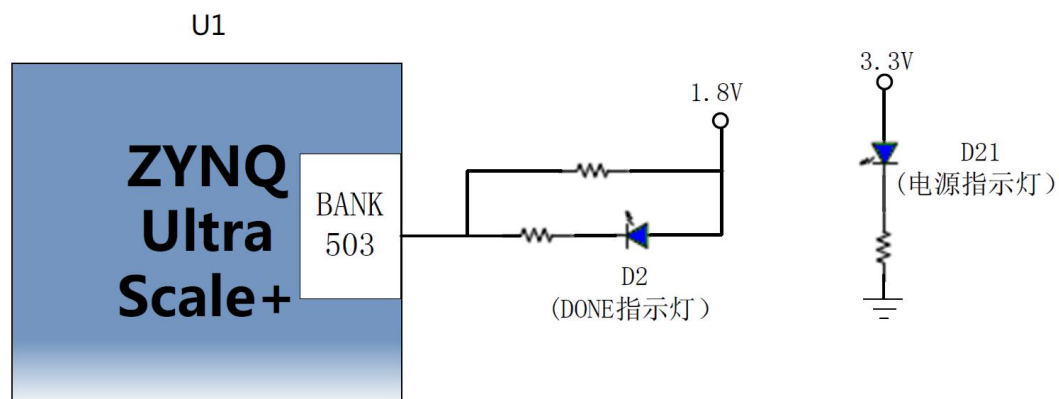 U1
ZYNQ
Ultra
Scale+
BANK
503
1.8V
D2
(DONE指示灯）
3.3V
D21
(电源指示灯）